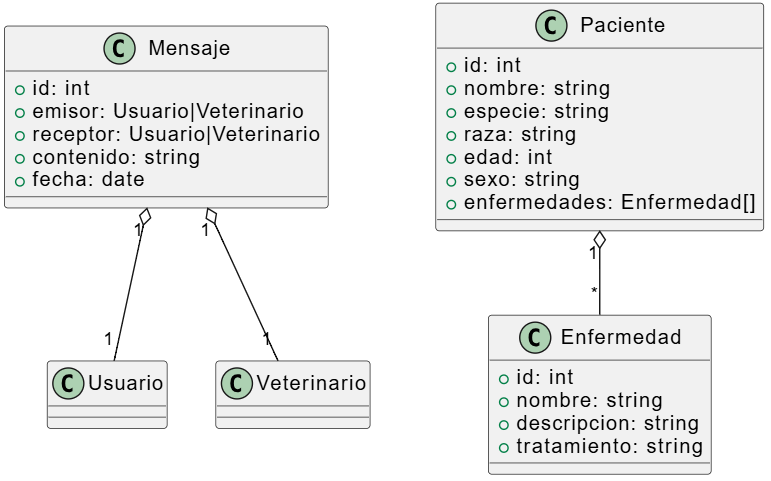 C Mensaje
id: int
emisor: Usuario|Veterinario
receptor: Usuario|Veterinario
contenido: string
fecha: date
C Paciente
id: int
nombre: string
especie: string
raza: string
edad: int
sexo: string
enfermedades: Enfermedad[]
1
1
1
*
1
1
C Usuario
C Veterinario
C Enfermedad
id: int
nombre: string
descripcion: string
tratamiento: string